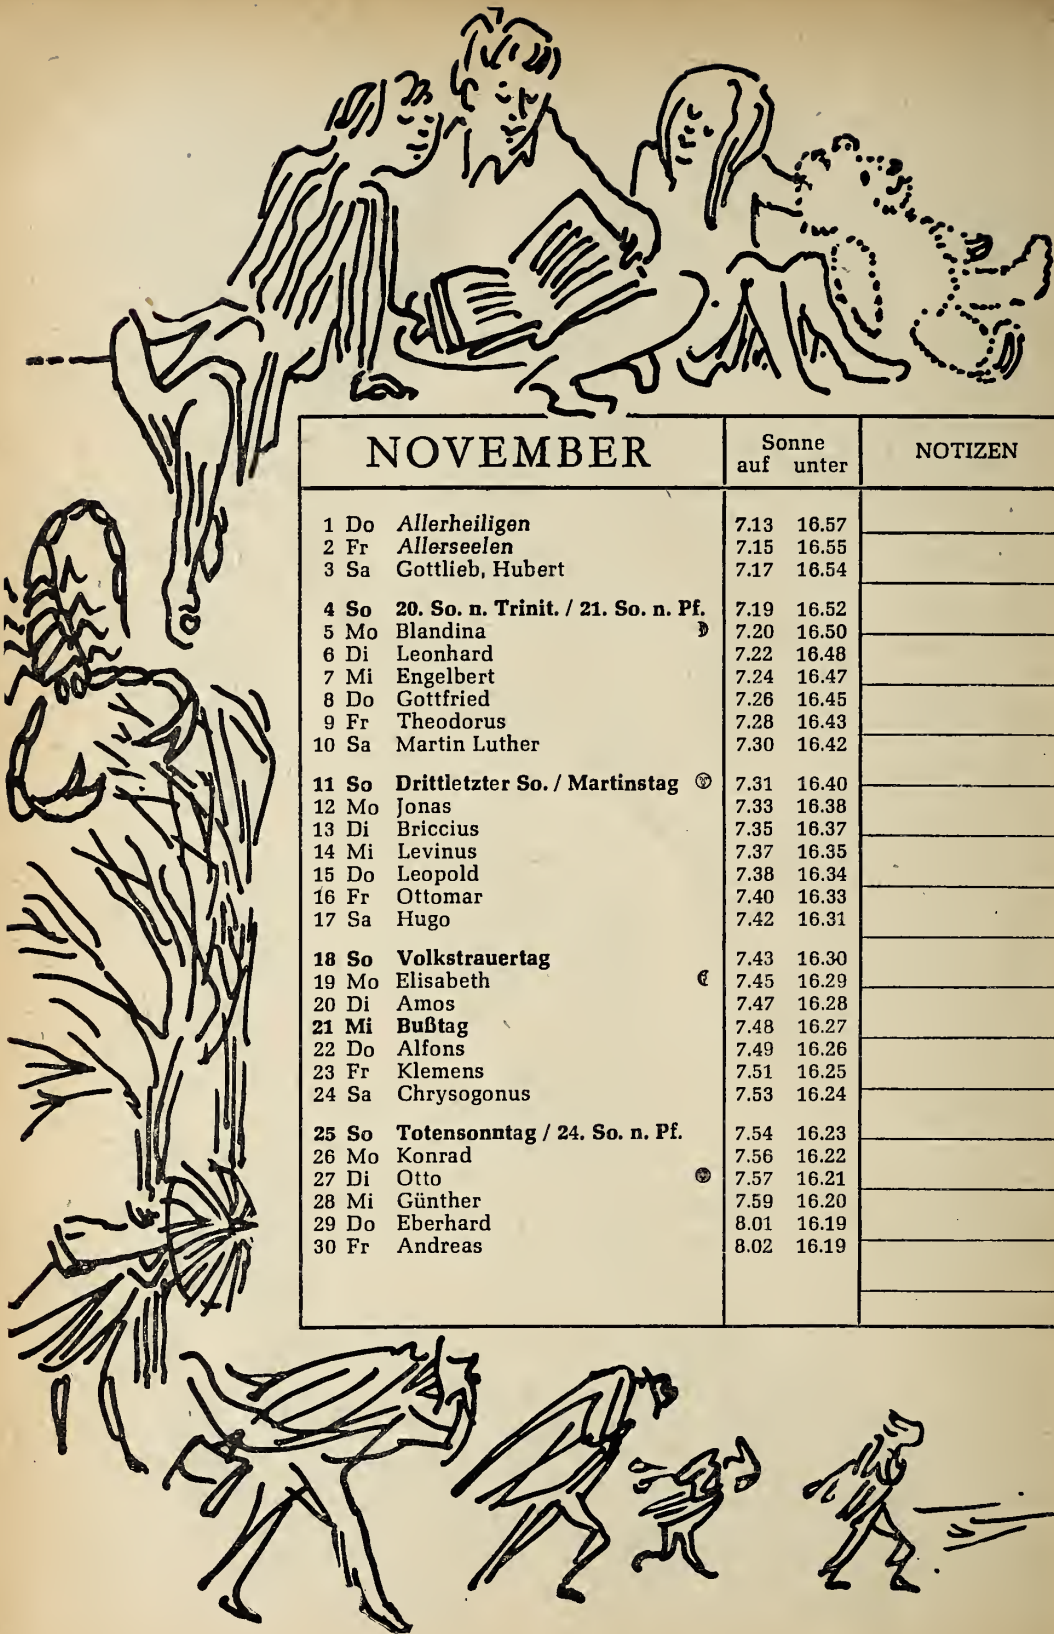 NOVEMBER Sonne NOTIZEN
auf unter
1 Do Allerheiligen 7.13 16.57
2 Fr Allerseelen 7.15 16.55
3 Sa Gottlieb, Hubert 7.17 16.54
4 So 20. So. n. Trinit. / 21. So. n. Pf. 7.19 16.52
5 Mo Blandina 7.20 16.50
6 Di Leonhard 7.22 16.48
7 Mi Engelbert 7.24 16.47
8 Do Gottfried 7.26 16.45
9 Fr Theodorus 7.28 16.43
10 Sa Martin Luther 7.30 16.42
11 So Drittletzter So. / Martinstag 7.31 16.40
12 Mo Jonas 7.33 16.38
13 Di Briccius 7.35 16.37
14 Mi Levinus 7.37 16.35
15 Do Leopold 7.38 16.34
16 Fr Ottomar 7.40 16.33
17 Sa Hugo 7.42 16.31
18 So Volkstrauertag 7.43 16.30
19 Mo Elisabeth 7.45 16.29
20 Di Amos 7.47 16.28
21 Mi Bußtag 7.48 16.27
22 Do Alfons 7.49 16.26
23 Fr Klemens 7.51 16.25
24 Sa Chrysogonus 7.53 16.24
25 So Totensonntag / 24. So. n. Pf. 7.54 16.23
26 Mo Konrad 7.56 16.22
27 Di Otto 7.57 16.21
28 Mi Günther 7.59 16.20
29 Do Eberhard 8.01 16.19
30 Fr Andreas 8.02 16.19